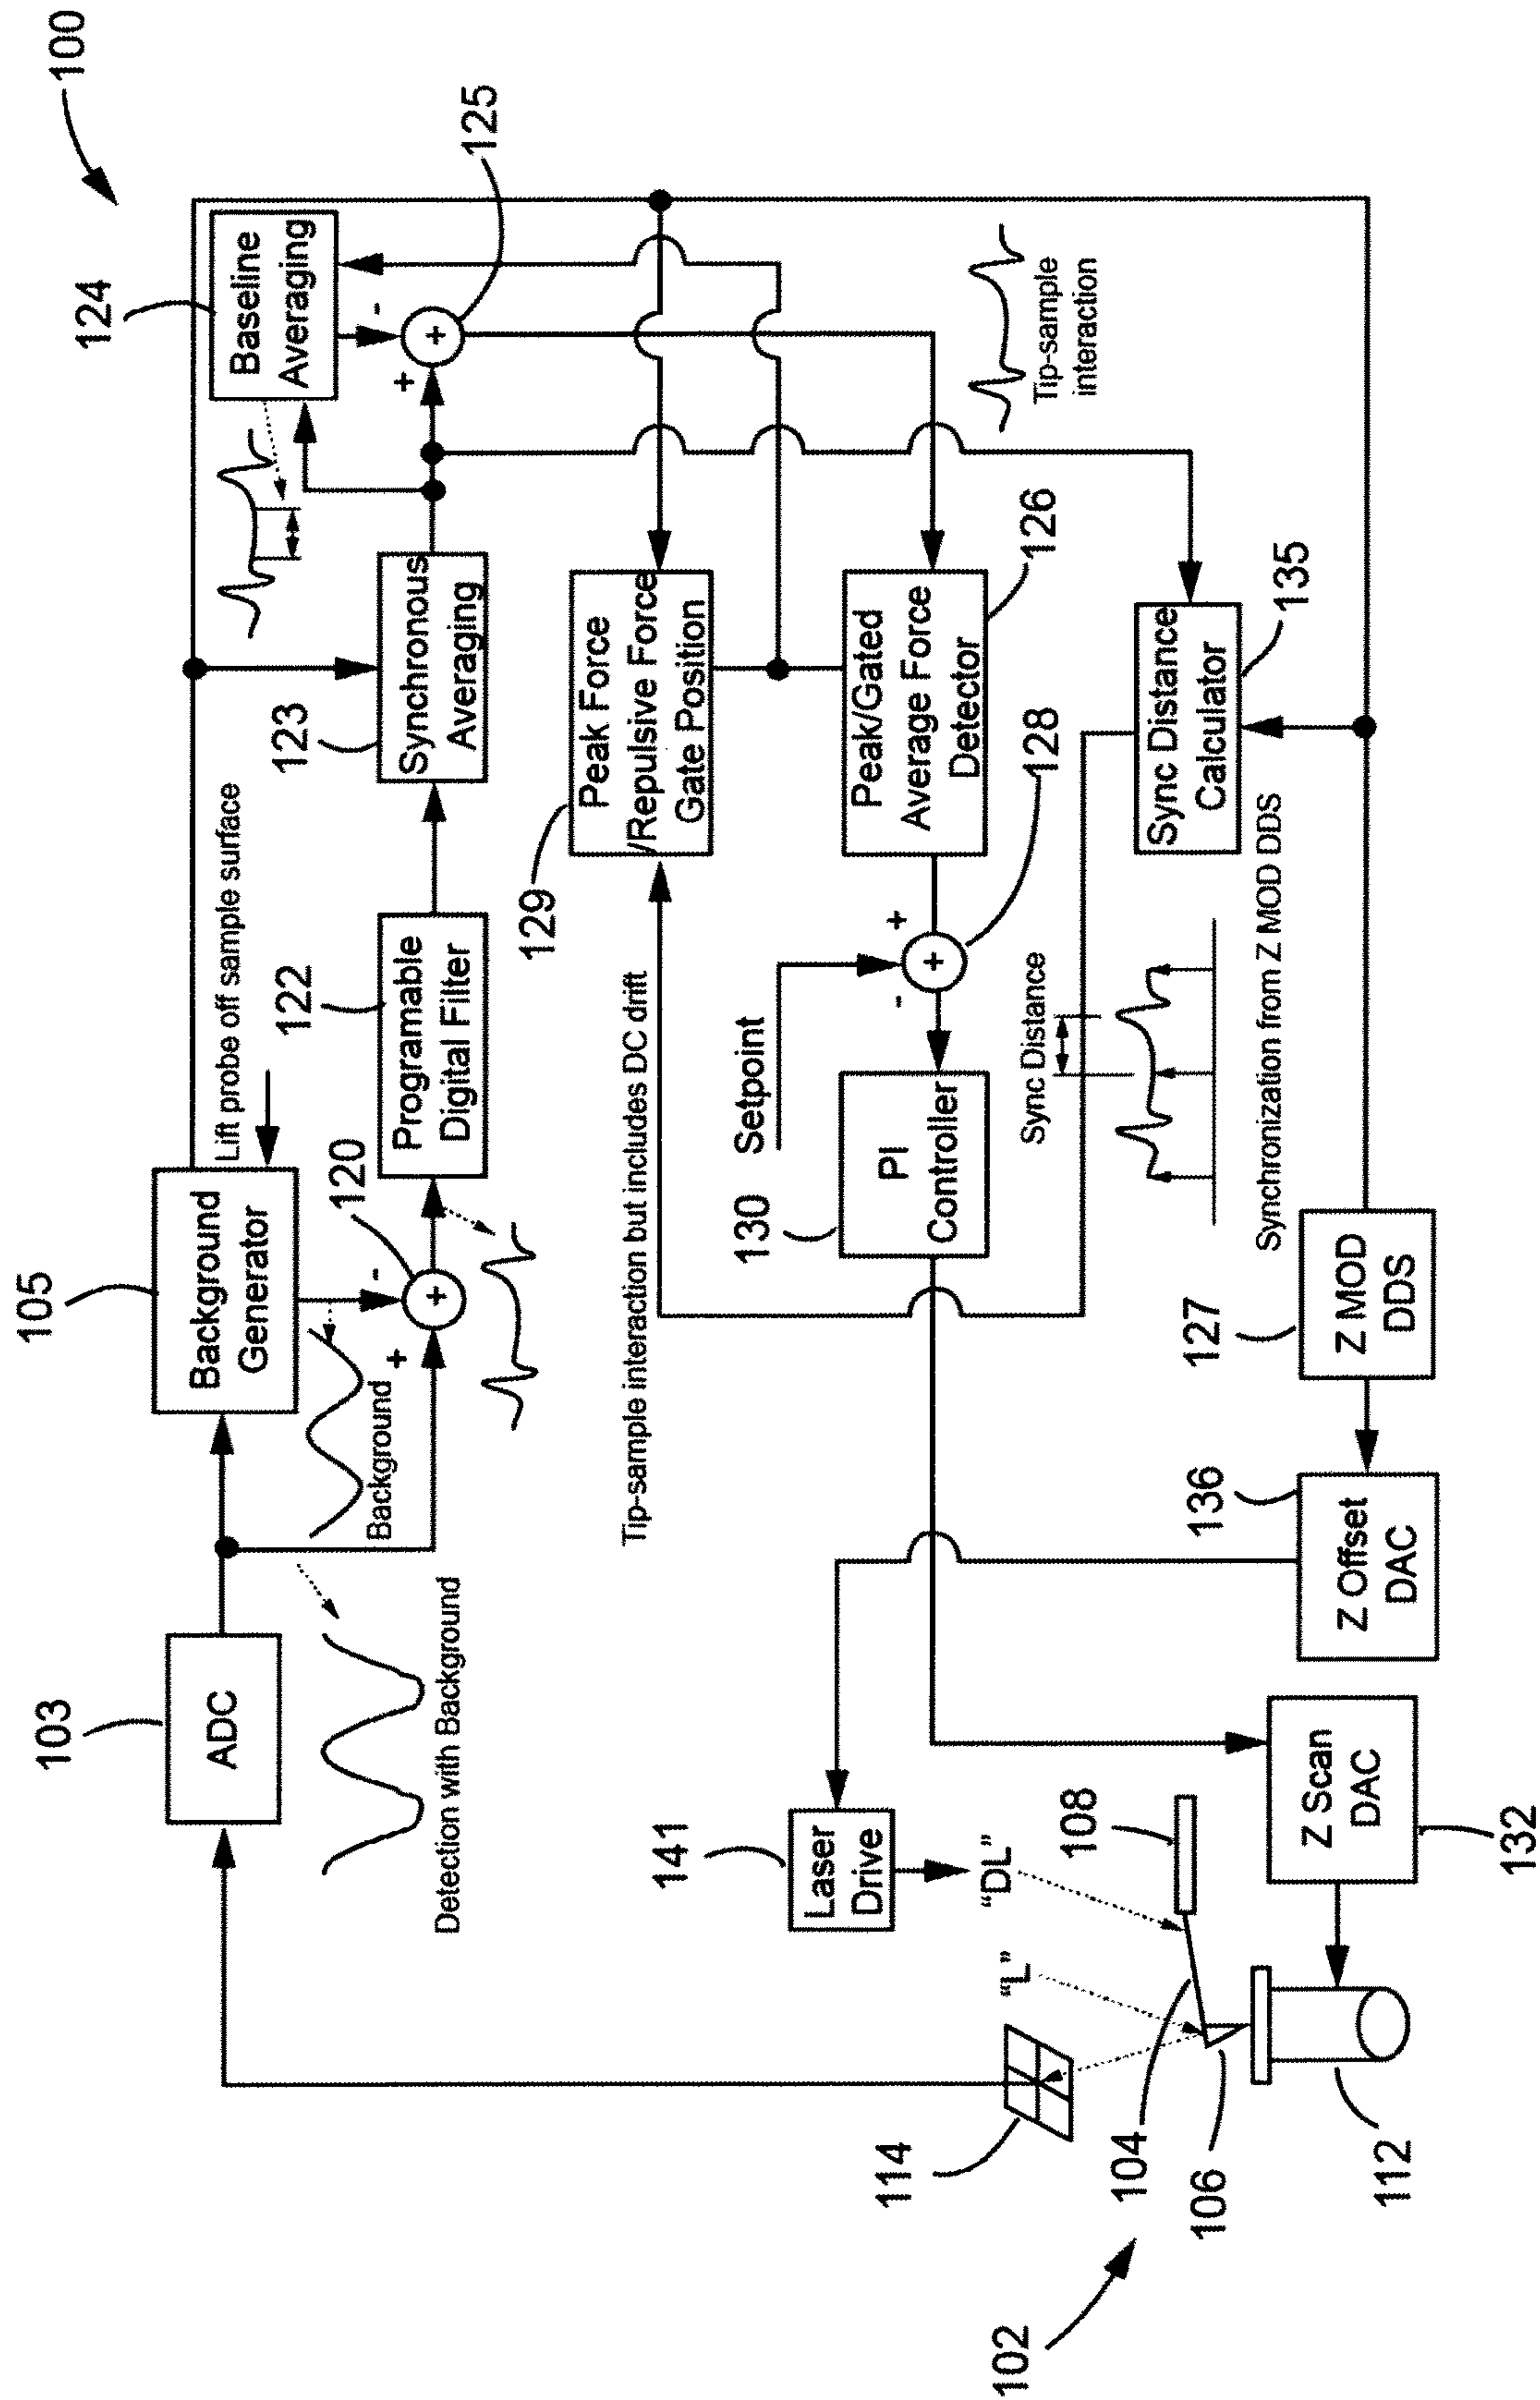 100
105
103
124
Baseline
Averaging
Lift probe off sample surface
Background
Generator
ADC
-
+
125
123
122
120
-
+
Background
Synchronous
Averaging
Programable
Digital Filter
Detection with Background
129
Peak Force
/Repulsive Force
Gate Position
Tip-sample interaction but includes DC drift
Setpoint
141
Laser
Drive
Peak/Gated
Average Force
Detector
126
+
-
+
128
130
PI
Controller
Tip-sample
interaction
"DL"
"L"
114
108
104
106
102
Sync Distance
Sync Distance
Calculator
135
Synchronization from Z MOD DDS
127
Z MOD
DDS
136
Z Offset
DAC
Z Scan
DAC
132
112
+
+